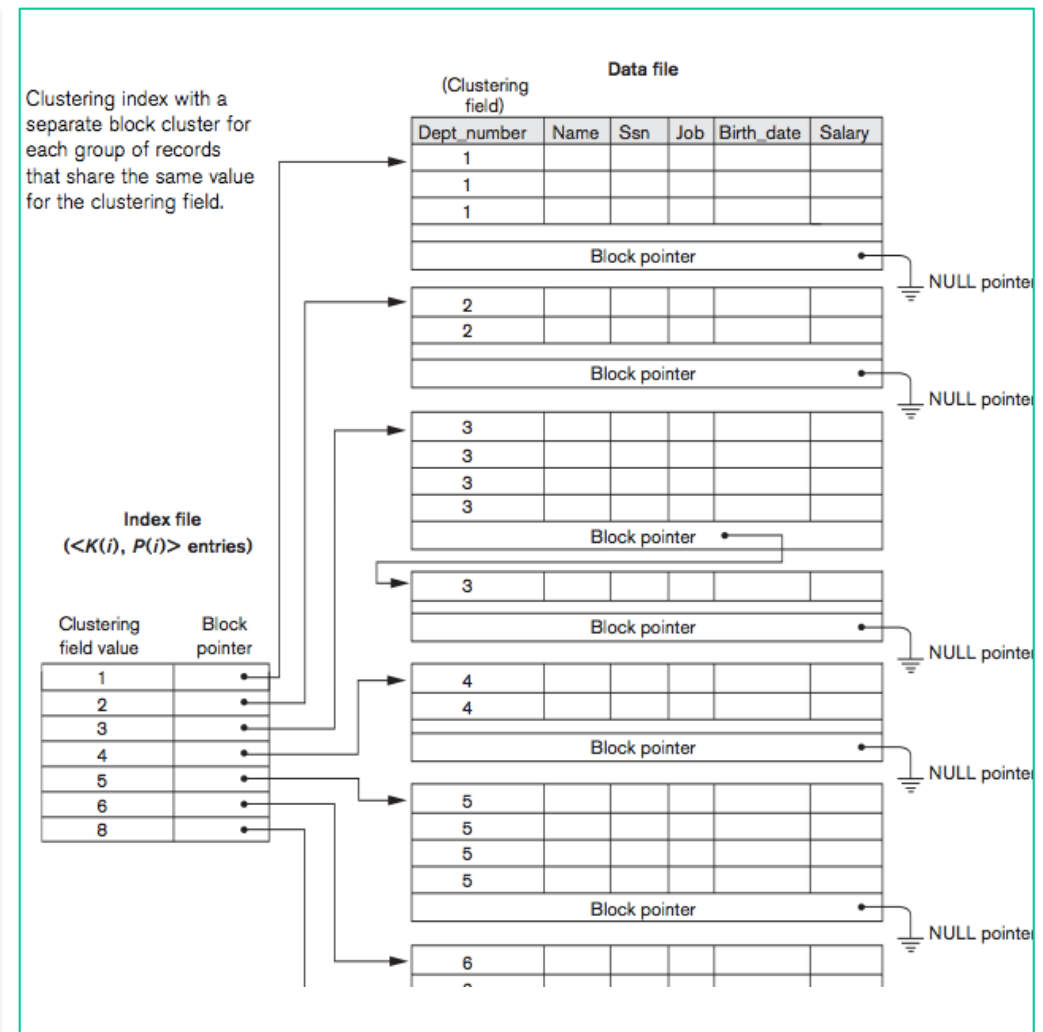 Clustering index with a
separate block cluster for
each group of records
that share the same value
for the clustering field.
Data file
(Clustering
field)
Dept_number Name Ssn Job Birth_date Salary
1
1
1
Block pointer
NULL pointer
2
2
Block pointer
NULL pointer
3
3
3
3
Block pointer
3
Block pointer
NULL pointer
4
4
Block pointer
NULL pointer
5
5
5
5
Block pointer
NULL pointer
6
Index file
(<K(i), P(i)> entries)
Clustering
field value
Block
pointer
1
2
3
4
5
6
8